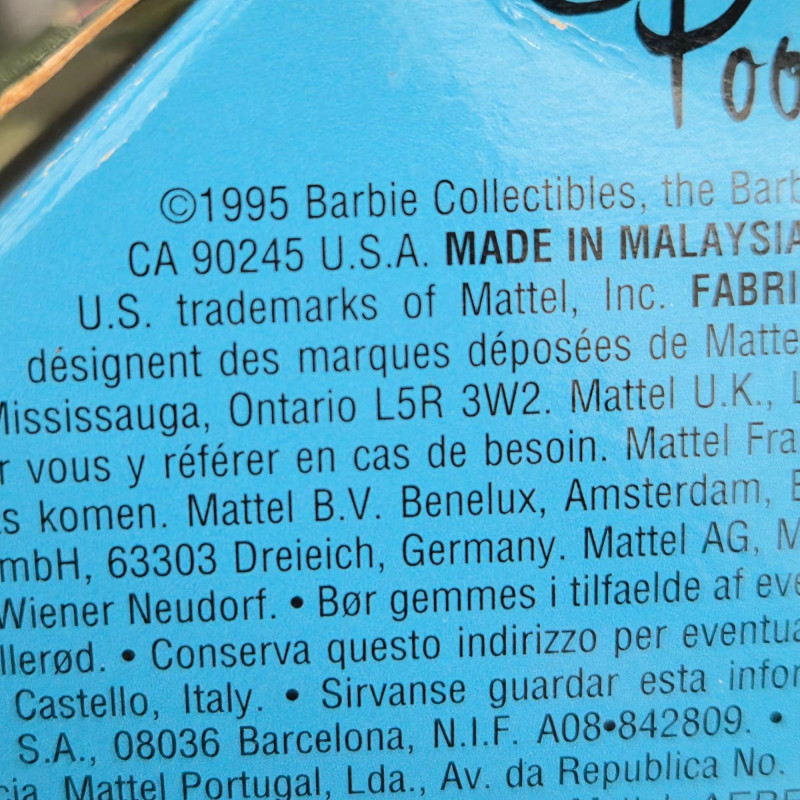 Poo
©1995 Barbie Collectibles, the Barb
CA 90245 U.S.A. MADE IN MALAYSIA
U.S. trademarks of Mattel, Inc. FABRI
désignent des marques déposées de Matte
Mississauga, Ontario L5R 3W2. Mattel U.K., L
r vous y référer en cas de besoin. Mattel Fra
s komen. Mattel B.V. Benelux, Amsterdam, B
mbH, 63303 Dreieich, Germany. Mattel AG, M
Wiener Neudorf. • Bør gemmes i tilfaelde af eve
llerød. • Conserva questo indirizzo per eventua
Castello, Italy. • Sirvanse guardar esta infor
S.A., 08036 Barcelona, N.I.F. A08•842809. •
cia Mattel Portugal, Lda., Av. da Republica No.